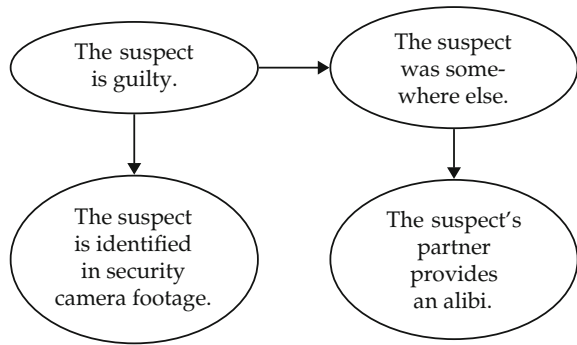 The suspect
is guilty.
The suspect
was some-
where else.
The suspect
is identified
in security
camera footage.
The suspect's
partner
provides
an alibi.